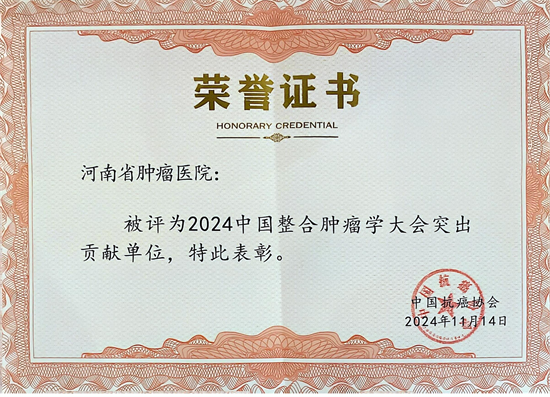 荣誉证书
HONORARY CREDENTIAL
河南省肿瘤医院：
被评为2024中国整合肿瘤学大会突出
贡献单位，特此表彰。
中国抗癌协会
2024年11月14日